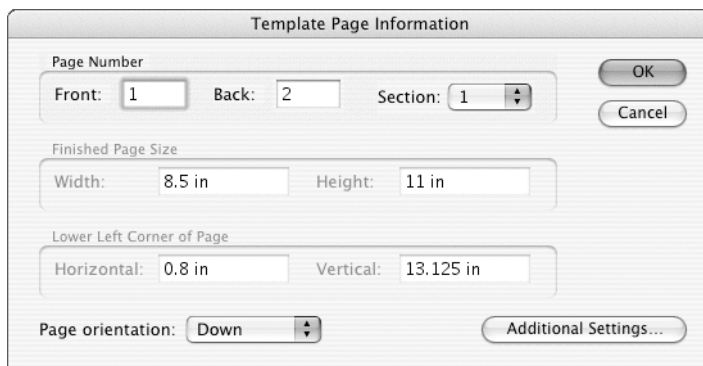 Template Page Information
Page Number
Front: 1 Back: 2 Section: 1
OK
Cancel
Finished Page Size
Width: 8.5 in Height: 11 in
Lower Left Corner of Page
Horizontal: 0.8 in Vertical: 13.125 in
Page orientation: Down Additional Settings...